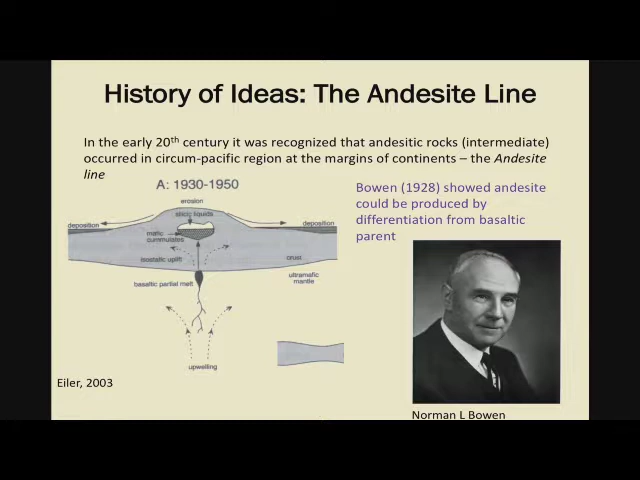 History of Ideas: The Andesite Line
In the early 20th century it was recognized that andesitic rocks (intermediate)
occurred in circum-pacific region at the margins of continents – the Andesite
line
A: 1930-1950
erosion
deposition
silicic liquids
deposition
mafic
cummulates
isostatic uplift
crust
basaltic partial melt
ultramafic
mantle
upwelling
Eiler, 2003
Bowen (1928) showed andesite
could be produced by
differentiation from basaltic
parent
Norman L Bowen